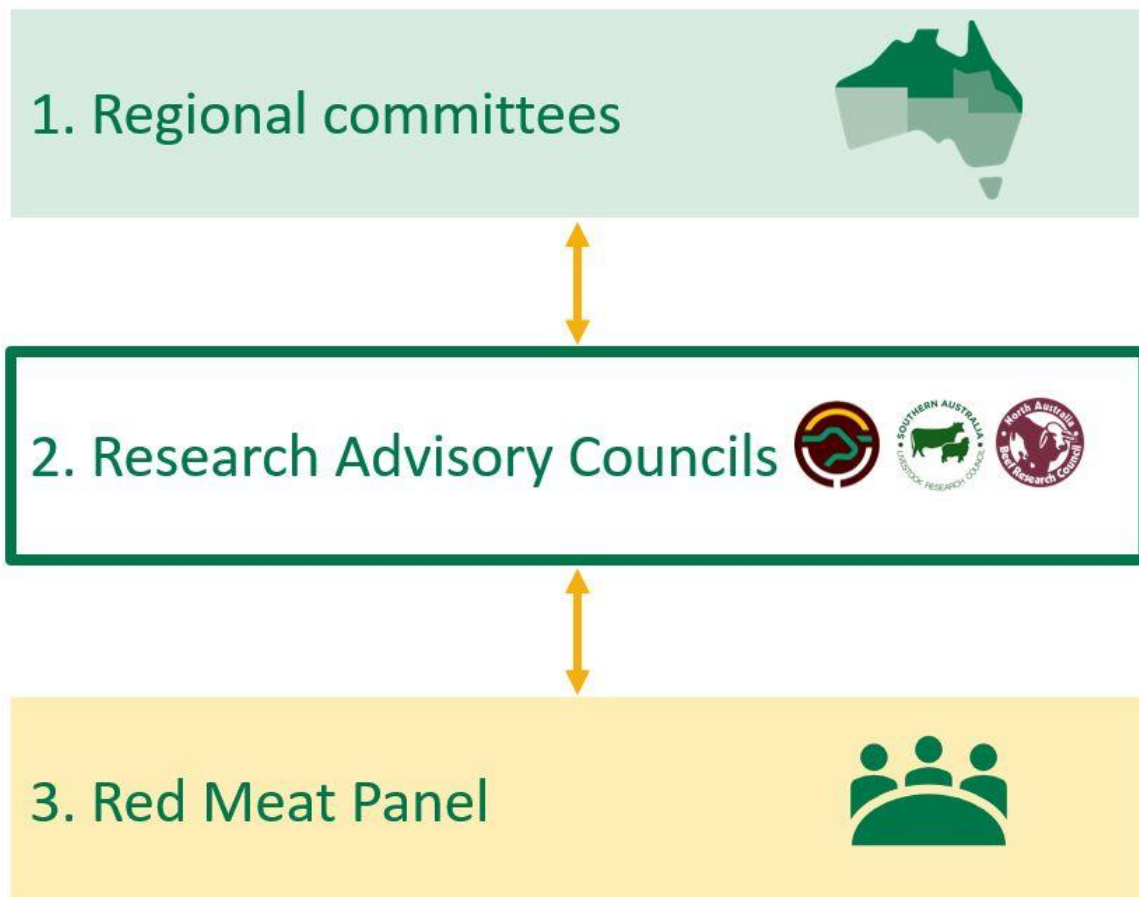 1. Regional committees
2. Research Advisory Councils
SOUTHERN AUSTRALIA
LIVESTOCK RESEARCH COUNCIL
North Australia
Beef Research Council
3. Red Meat Panel